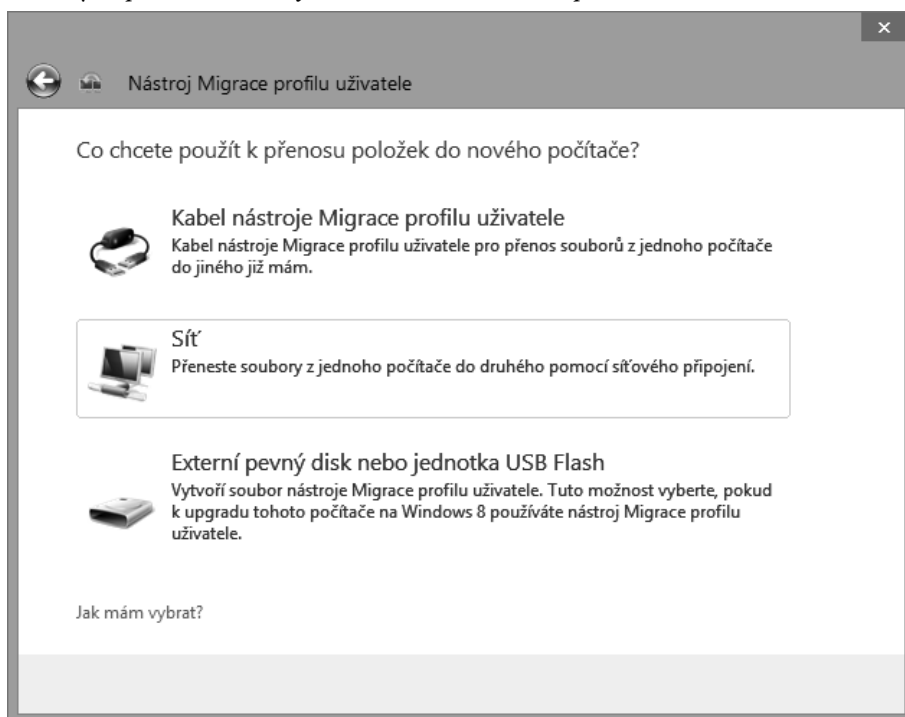 Nástroj Migrace profilu uživatele
Co chcete použít k přenosu položek do nového počítače?
Kabel nástroje Migrace profilu uživatele
Kabel nástroje Migrace profilu uživatele pro přenos souborů z jednoho počítače
do jiného již mám.
Síť
Přeneste soubory z jednoho počítače do druhého pomocí síťového připojení.
Externí pevný disk nebo jednotka USB Flash
Vytvoří soubor nástroje Migrace profilu uživatele. Tuto možnost vyberte, pokud
k upgradu tohoto počítače na Windows 8 používáte nástroj Migrace profilu
uživatele.
Jak mám vybrat?